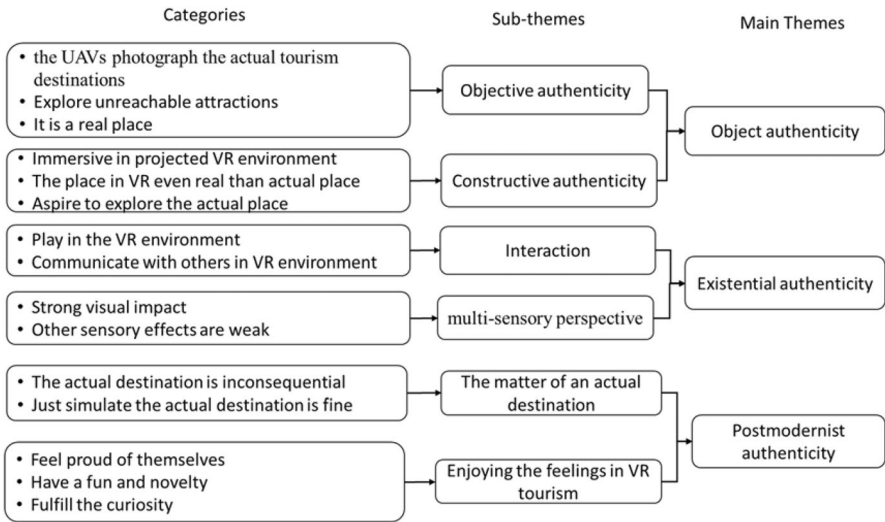 Categories
Sub-themes
Main Themes
• the UAVs photograph the actual tourism
destinations
• Explore unreachable attractions
• It is a real place
Objective authenticity
Object authenticity
• Immersive in projected VR environment
• The place in VR even real than actual place
• Aspire to explore the actual place
Constructive authenticity
• Play in the VR environment
• Communicate with others in VR environment
Interaction
Existential authenticity
• Strong visual impact
• Other sensory effects are weak
multi-sensory perspective
• The actual destination is inconsequential
• Just simulate the actual destination is fine
The matter of an actual
destination
Postmodernist
authenticity
• Feel proud of themselves
• Have a fun and novelty
• Fulfill the curiosity
Enjoying the feelings in VR
tourism